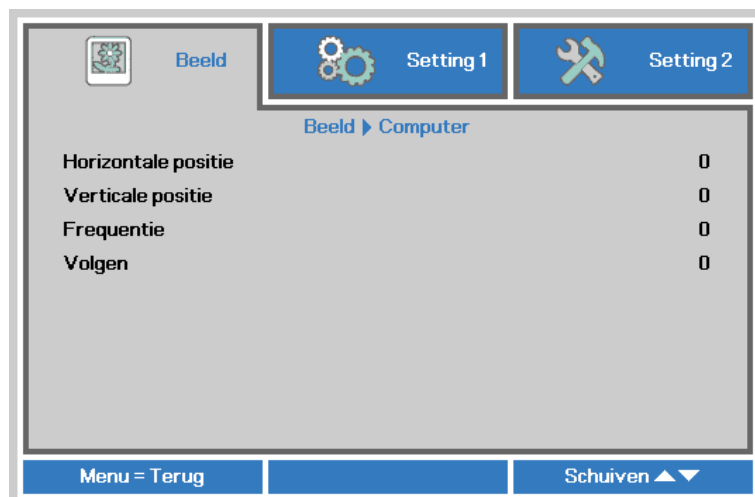 Beeld Setting 1 Setting 2
Beeld ▶ Computer
Horizontale positie 0
Verticale positie 0
Frequentie 0
Volgen 0
Menu = Terug Schuiven ▲▼